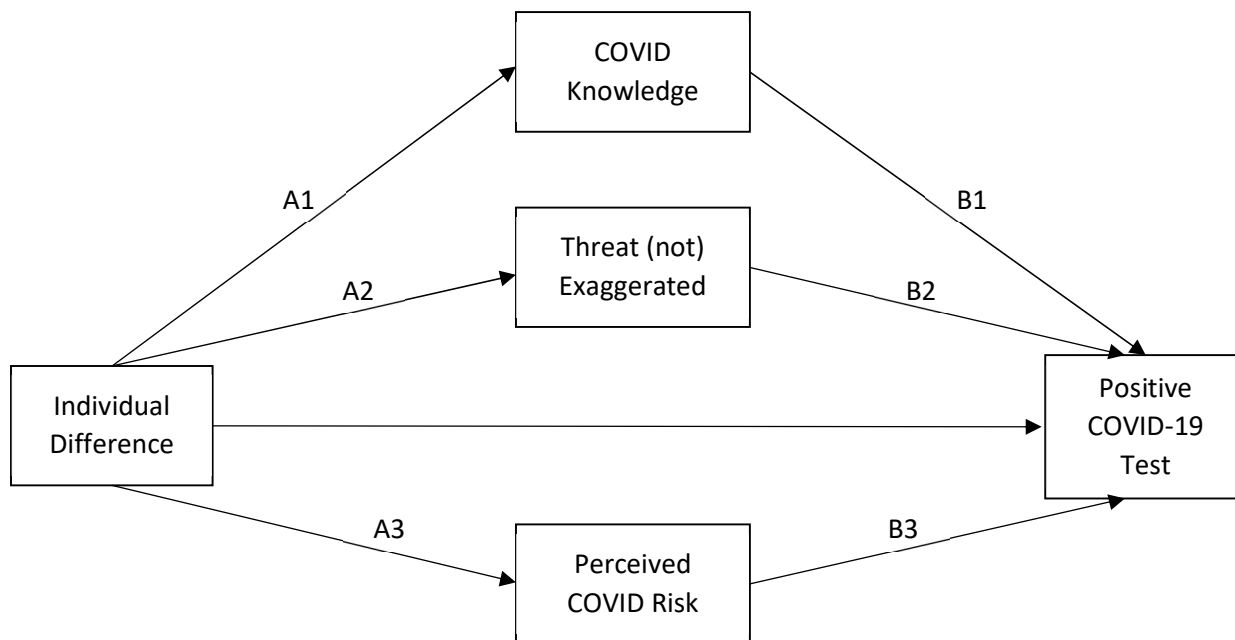 COVID
Knowledge
A1
B1
Threat (not)
Exaggerated
A2
B2
Individual
Difference
Positive
COVID-19
Test
A3
B3
Perceived
COVID Risk